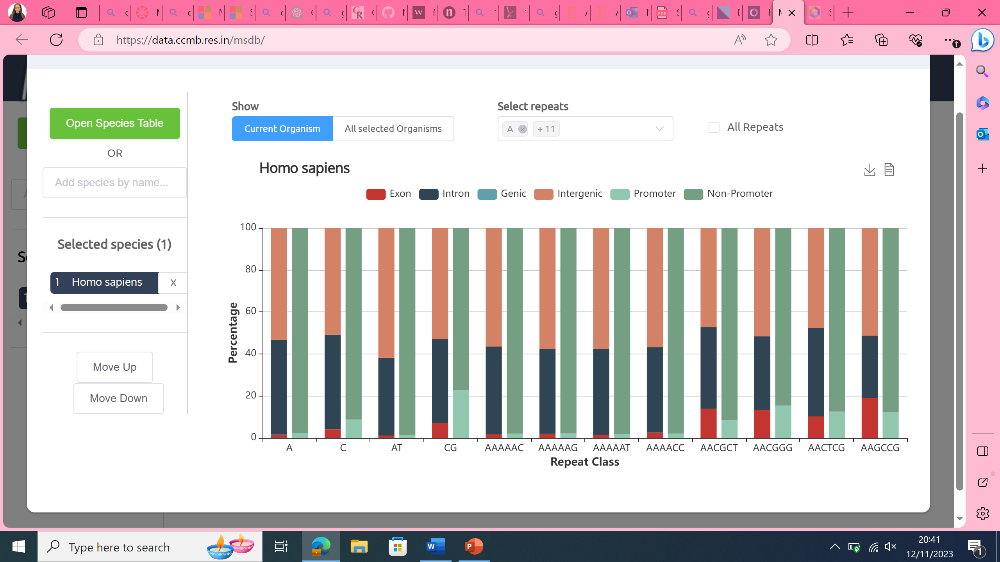 https://data.ccmb.res.in/msdb/
Open Species Table
OR
Add species by name...
Selected species (1)
1 Homo sapiens X
Move Up
Move Down
Show
Current Organism All selected Organisms
Select repeats
A + 11
All Repeats
Homo sapiens
Exon Intron Genic Intergenic Promoter Non-Promoter
100
80
60
40
20
0
Percentage
A C AT CG AAAAAC AAAAAG AAAAAT AAAACC AACGCT AACGGG AACTCG AAGCCG
Repeat Class
Type here to search
20:41
12/11/2023
1